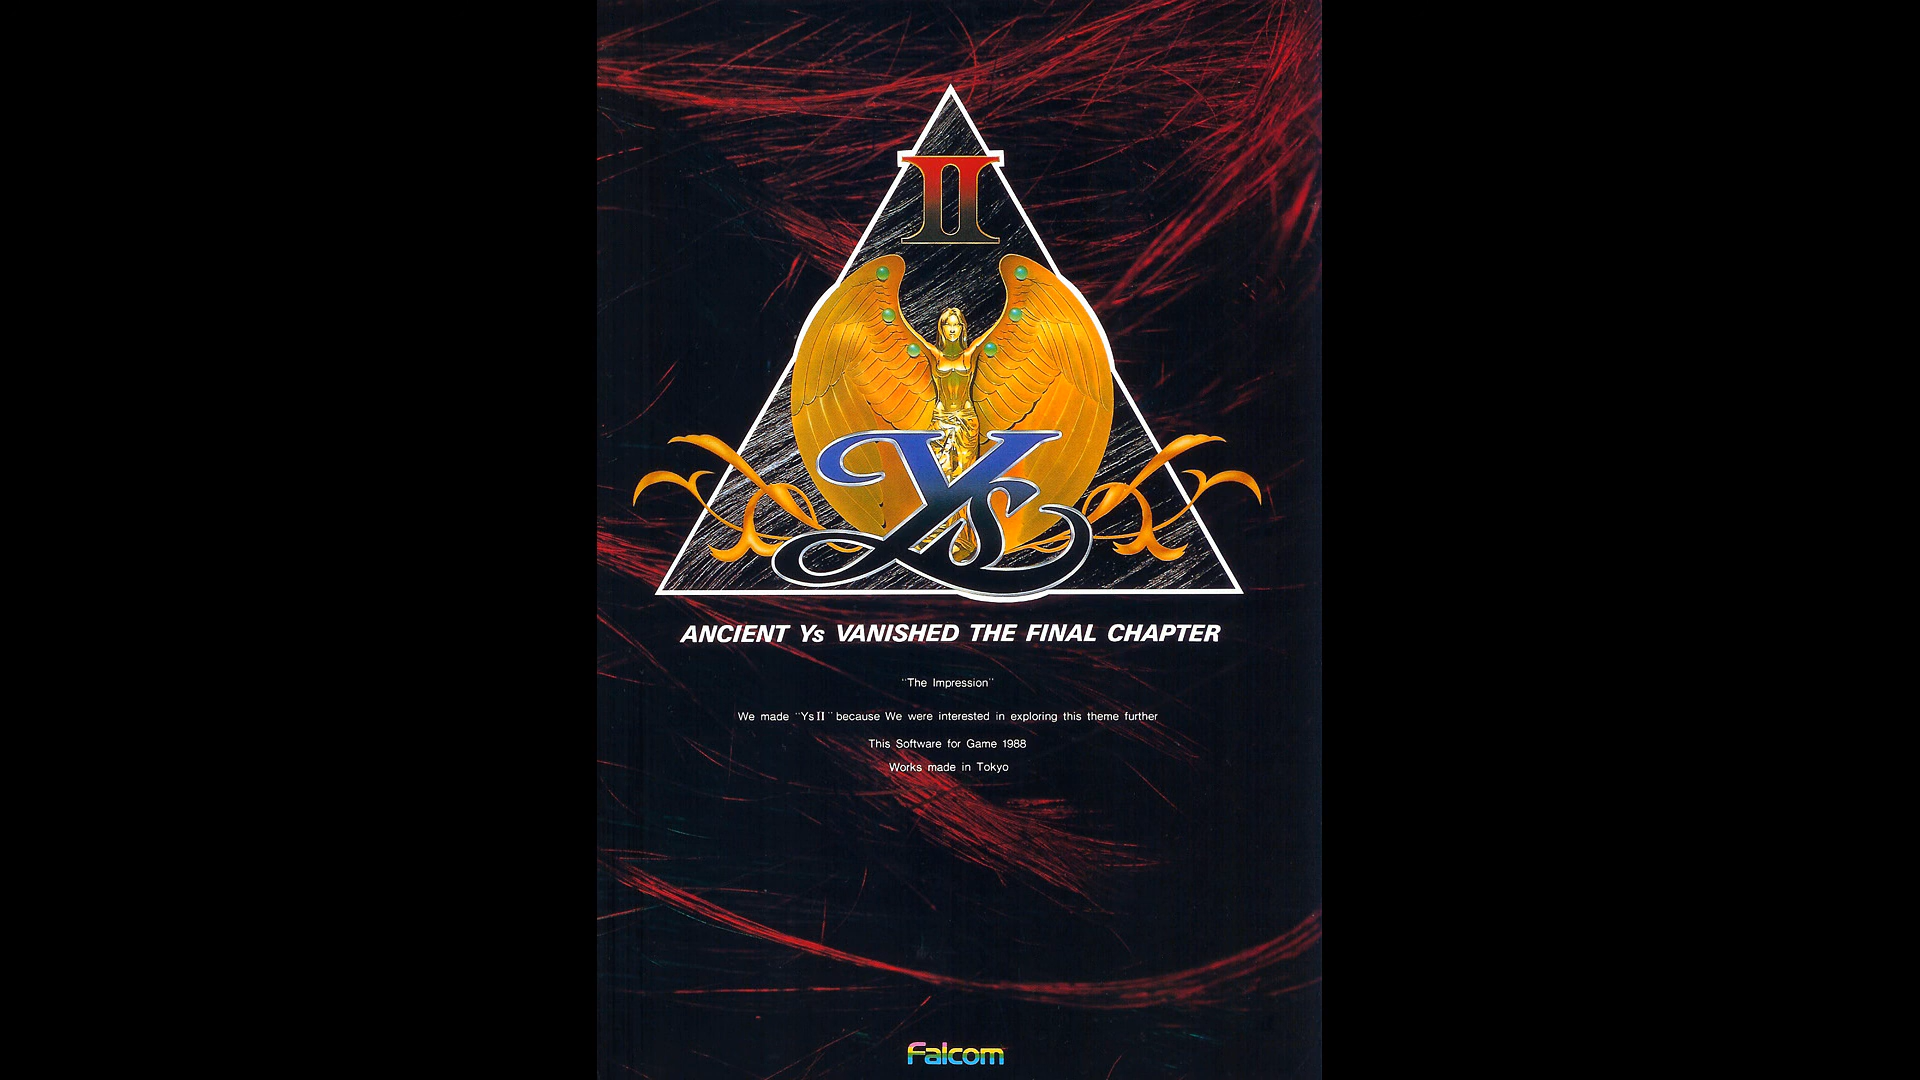 II
Ys
ANCIENT Ys VANISHED THE FINAL CHAPTER
"The Impression"
We made "Ys II" because We were interested in exploring this theme further
This Software for Game 1988
Works made in Tokyo
Falcom